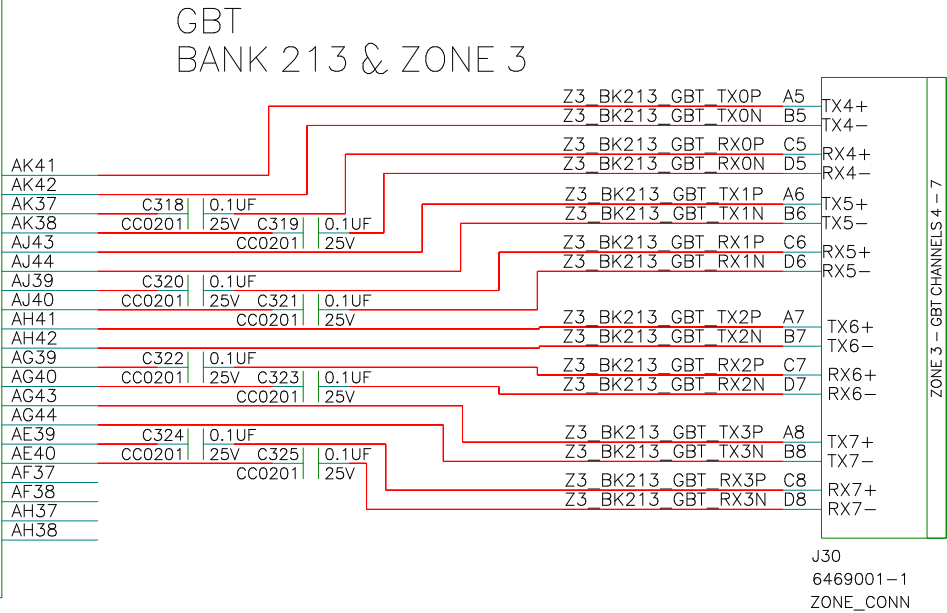 GBT
BANK 213 & ZONE 3
Z3_BK213_GBT_TX0P A5 TX4+
Z3_BK213_GBT_TX0N B5 TX4-
Z3_BK213_GBT_RX0P C5 RX4+
Z3_BK213_GBT_RX0N D5 RX4-
AK41
AK42
Z3_BK213_GBT_TX1P A6 TX5+
AK37 C318 0.1UF
Z3_BK213_GBT_TX1N B6 TX5-
AK38 CC0201 25V C319 0.1UF
AJ43 CC0201 25V
Z3_BK213_GBT_RX1P C6 RX5+
AJ44
Z3_BK213_GBT_RX1N D6 RX5-
AJ39 C320 0.1UF
AJ40 CC0201 25V C321 0.1UF
AH41 CC0201 25V
Z3_BK213_GBT_TX2P A7 TX6+
AH42
Z3_BK213_GBT_TX2N B7 TX6-
AG39 C322 0.1UF
Z3_BK213_GBT_RX2P C7 RX6+
AG40 CC0201 25V C323 0.1UF
Z3_BK213_GBT_RX2N D7 RX6-
AG43 CC0201 25V
AG44
AE39 C324 0.1UF
Z3_BK213_GBT_TX3P A8 TX7+
AE40 CC0201 25V C325 0.1UF
Z3_BK213_GBT_TX3N B8 TX7-
AF37 CC0201 25V
Z3_BK213_GBT_RX3P C8 RX7+
AF38
Z3_BK213_GBT_RX3N D8 RX7-
AH37
AH38
ZONE 3 - GBT CHANNELS 4 - 7
J30
6469001-1
ZONE_CONN